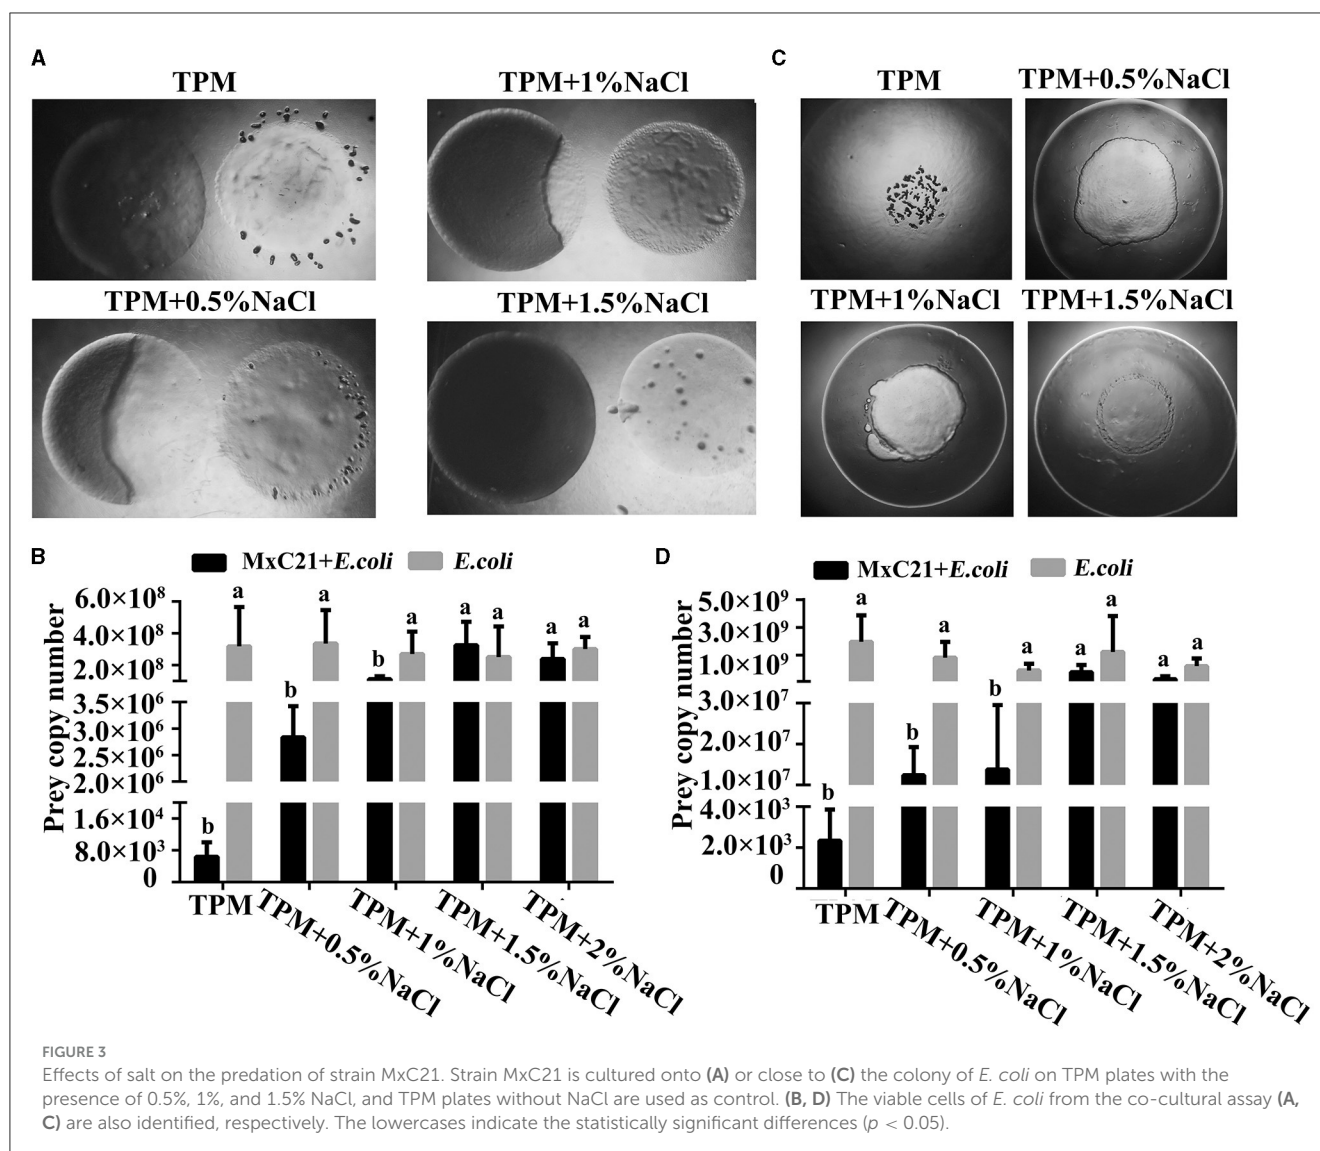 A
C
TPM
TPM+1%NaCl
TPM
TPM+0.5%NaCl
TPM+0.5%NaCl
TPM+1.5%NaCl
TPM+1%NaCl
TPM+1.5%NaCl
B
MxC21+E.coli
E.coli
Prey copy number
6.0×10⁸
4.0×10⁸
2.0×10⁸
3.5×10⁶
3.0×10⁶
2.5×10⁶
2.0×10⁶
1.6×10⁴
8.0×10³
0
b
a
b
a
b
a
a
a
a
a
TPM
TPM+0.5%NaCl
TPM+1%NaCl
TPM+1.5%NaCl
TPM+2%NaCl
D
MxC21+E.coli
E.coli
Prey copy number
5.0×10⁹
3.0×10⁹
1.0×10⁹
3.0×10⁷
2.0×10⁷
1.0×10⁷
4.0×10³
2.0×10³
0
b
a
b
a
b
a
a
a
a
a
TPM
TPM+0.5%NaCl
TPM+1%NaCl
TPM+1.5%NaCl
TPM+2%NaCl
FIGURE 3
Effects of salt on the predation of strain MxC21. Strain MxC21 is cultured onto (A) or close to (C) the colony of E. coli on TPM plates with the
presence of 0.5%, 1%, and 1.5% NaCl, and TPM plates without NaCl are used as control. (B, D) The viable cells of E. coli from the co-cultural assay (A,
C) are also identified, respectively. The lowercases indicate the statistically significant differences (p < 0.05).